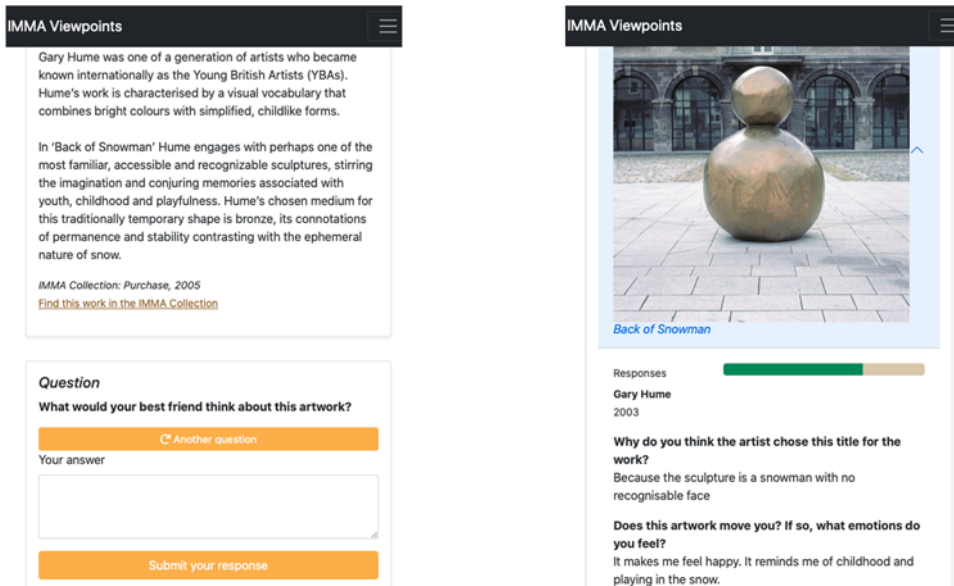 IMMA Viewpoints
Gary Hume was one of a generation of artists who became
known internationally as the Young British Artists (YBAs).
Hume's work is characterised by a visual vocabulary that
combines bright colours with simplified, childlike forms.
In 'Back of Snowman' Hume engages with perhaps one of the
most familiar, accessible and recognizable sculptures, stirring
the imagination and conjuring memories associated with
youth, childhood and playfulness. Hume's chosen medium for
this traditionally temporary shape is bronze, its connotations
of permanence and stability contrasting with the ephemeral
nature of snow.
IMMA Collection: Purchase, 2005
Find this work in the IMMA Collection
Question
What would your best friend think about this artwork?
Another question
Your answer
Submit your response
IMMA Viewpoints
Back of Snowman
Responses
Gary Hume
2003
Why do you think the artist chose this title for the
work?
Because the sculpture is a snowman with no
recognisable face
Does this artwork move you? If so, what emotions do
you feel?
It makes me feel happy. It reminds me of childhood and
playing in the snow.